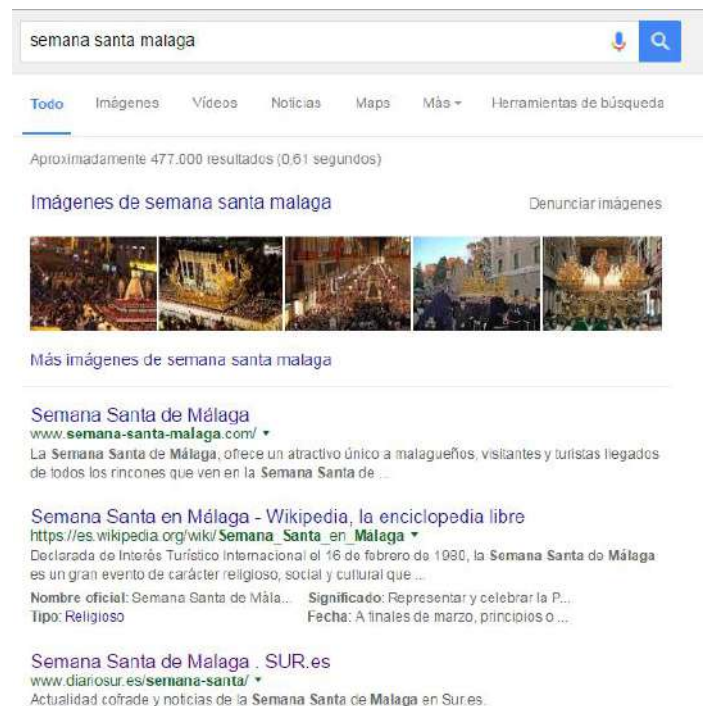 semana santa malaga
Todo Imágenes Vídeos Noticias Maps Más Herramientas de búsqueda
Aproximadamente 477.000 resultados (0,61 segundos)
Imágenes de semana santa malaga Denunciar imágenes
Más imágenes de semana santa malaga
Semana Santa de Málaga
www.semana-santa-malaga.com/
La Semana Santa de Málaga, ofrece un atractivo único a malagueños, visitantes y turistas llegados
de todos los rincones que ven en la Semana Santa de ...
Semana Santa en Málaga - Wikipedia, la enciclopedia libre
https://es.wikipedia.org/wiki/Semana_Santa_en_Málaga
Declarada de Interés Turístico Internacional el 16 de febrero de 1980, la Semana Santa de Málaga
es un gran evento de carácter religioso, social y cultural que ...
Nombre oficial: Semana Santa de Mála... Significado: Representar y celebrar la P...
Tipo: Religioso Fecha: A finales de marzo, principios o ...
Semana Santa de Malaga . SUR.es
www.diariosur.es/semana-santa/
Actualidad cofrade y noticias de la Semana Santa de Malaga en Sur.es.